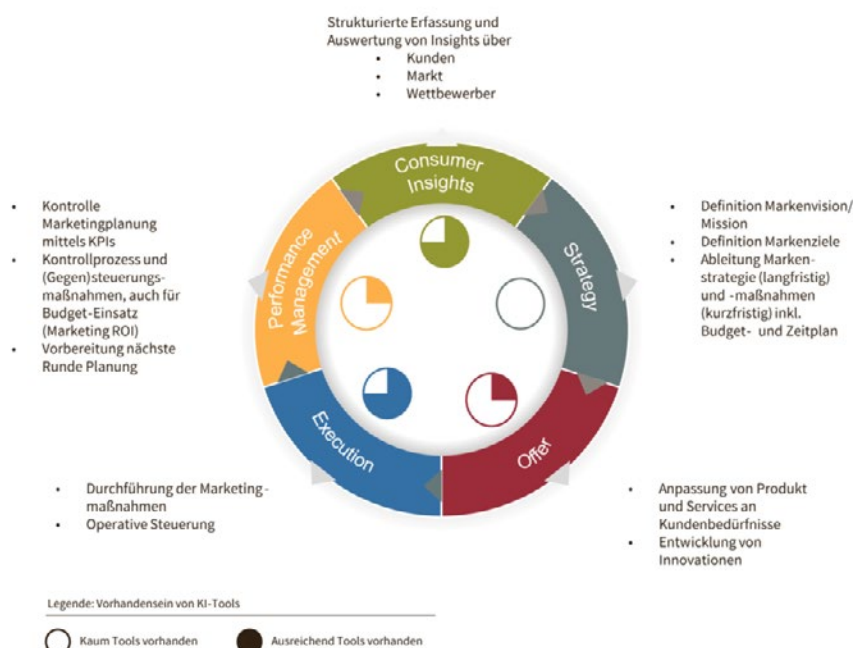 Strukturierte Erfassung und
Auswertung von Insights über
• Kunden
• Markt
• Wettbewerber
Consumer
Insights
Strategy
• Definition Markenvision/
Mission
• Definition Markenziele
• Ableitung Marken-
strategie (langfristig)
und -maßnahmen
(kurzfristig) inkl.
Budget- und Zeitplan
Offer
• Anpassung von Produkt
und Services an
Kundenbedürfnisse
• Entwicklung von
Innovationen
Execution
• Durchführung der Marketing-
maßnahmen
• Operative Steuerung
Performance
Management
• Kontrolle
Marketingplanung
mittels KPIs
• Kontrollprozess und
(Gegen)steuerungs-
maßnahmen, auch für
Budget-Einsatz
(Marketing ROI)
• Vorbereitung nächste
Runde Planung
Legende: Vorhandensein von KI-Tools
Kaum Tools vorhanden
Ausreichend Tools vorhanden